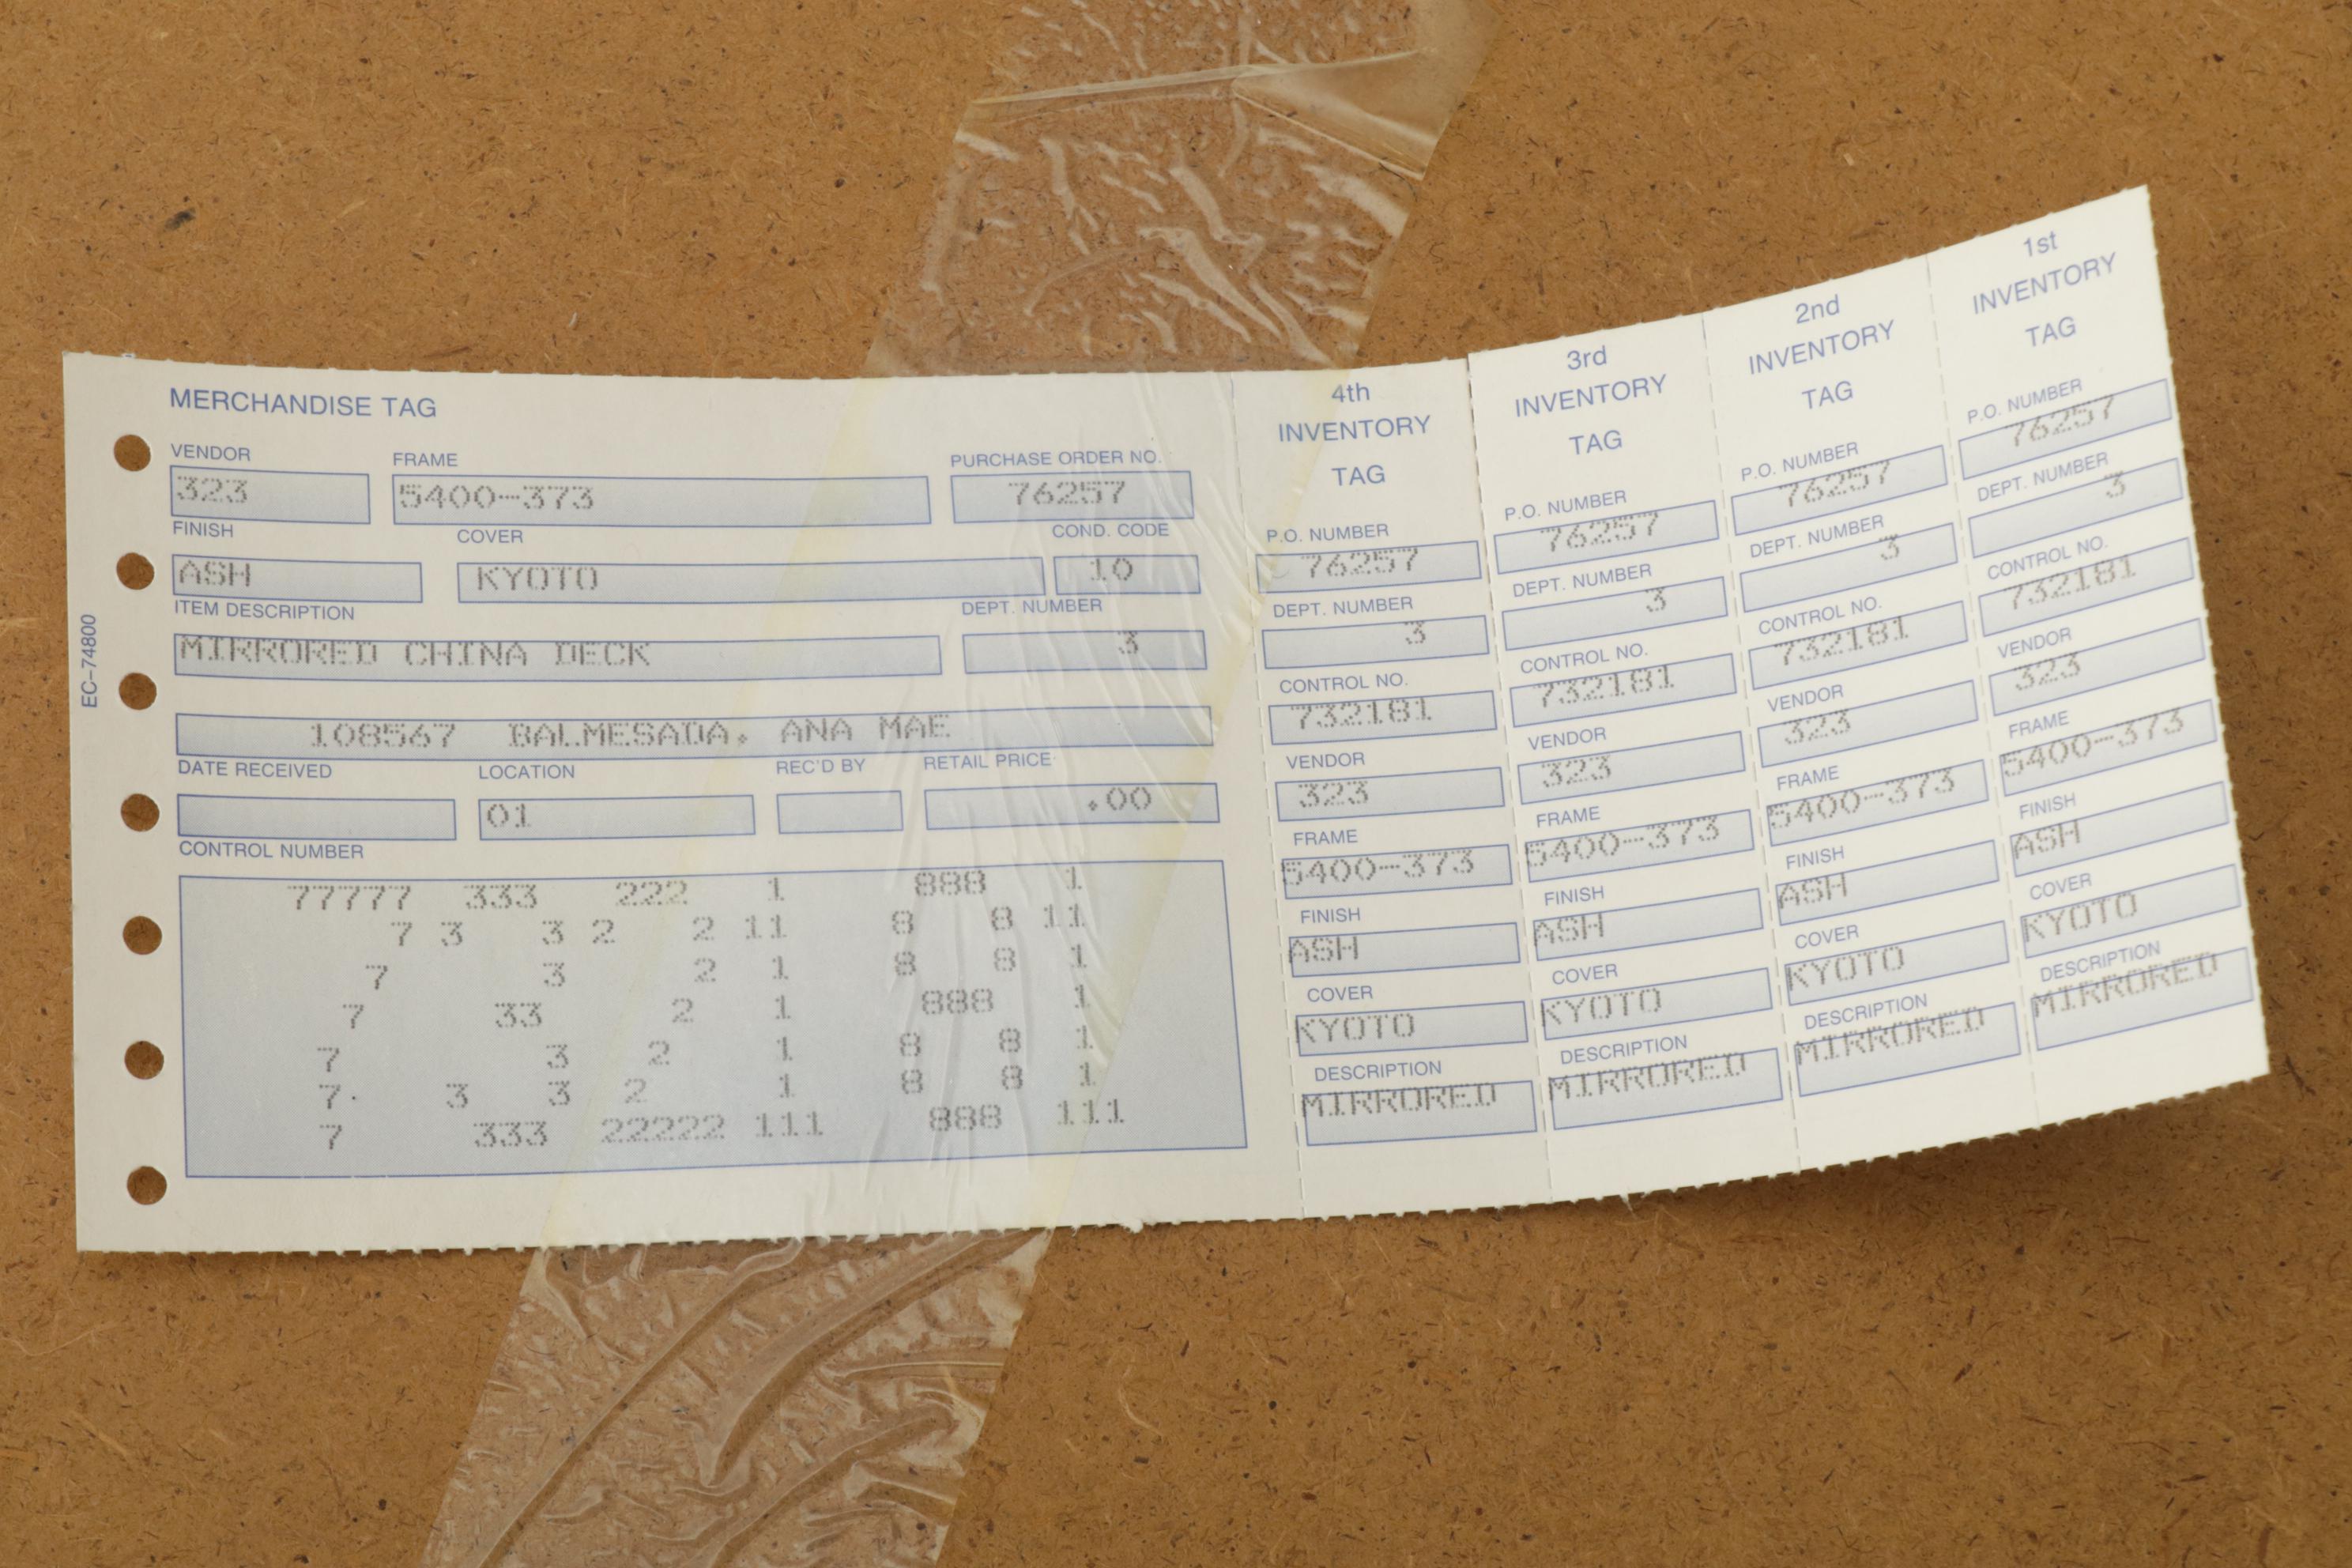 MERCHANDISE TAG
VENDOR FRAME PURCHASE ORDER NO.
323 5400-373 76257
FINISH COVER COND. CODE
ASH KYOTO 10
ITEM DESCRIPTION DEPT. NUMBER
MIRRORED CHINA DECK 3
108567 BALMESADA. ANA MAE
DATE RECEIVED LOCATION REC'D BY RETAIL PRICE
01 .00
CONTROL NUMBER
77777 333 222 1 888 1
7 3 3 2 2 11 8 8 11
7 3 2 1 8 8 1
7 33 2 1 888 1
7 3 2 1 8 8 1
7. 3 3 2 1 8 8 1
7 333 22222 111 888 111
EC-74800
4th
INVENTORY
TAG
P.O. NUMBER
76257
DEPT. NUMBER
3
CONTROL NO.
732181
VENDOR
323
FRAME
5400-373
FINISH
ASH
COVER
KYOTO
DESCRIPTION
MIRRORED
3rd
INVENTORY
TAG
P.O. NUMBER
76257
DEPT. NUMBER
3
CONTROL NO.
732181
VENDOR
323
FRAME
5400-373
FINISH
ASH
COVER
KYOTO
DESCRIPTION
MIRRORED
2nd
INVENTORY
TAG
P.O. NUMBER
76257
DEPT. NUMBER
3
CONTROL NO.
732181
VENDOR
323
FRAME
5400-373
FINISH
ASH
COVER
KYOTO
DESCRIPTION
MIRRORED
1st
INVENTORY
TAG
P.O. NUMBER
76257
DEPT. NUMBER
3
CONTROL NO.
732181
VENDOR
323
FRAME
5400-373
FINISH
ASH
COVER
KYOTO
DESCRIPTION
MIRRORED